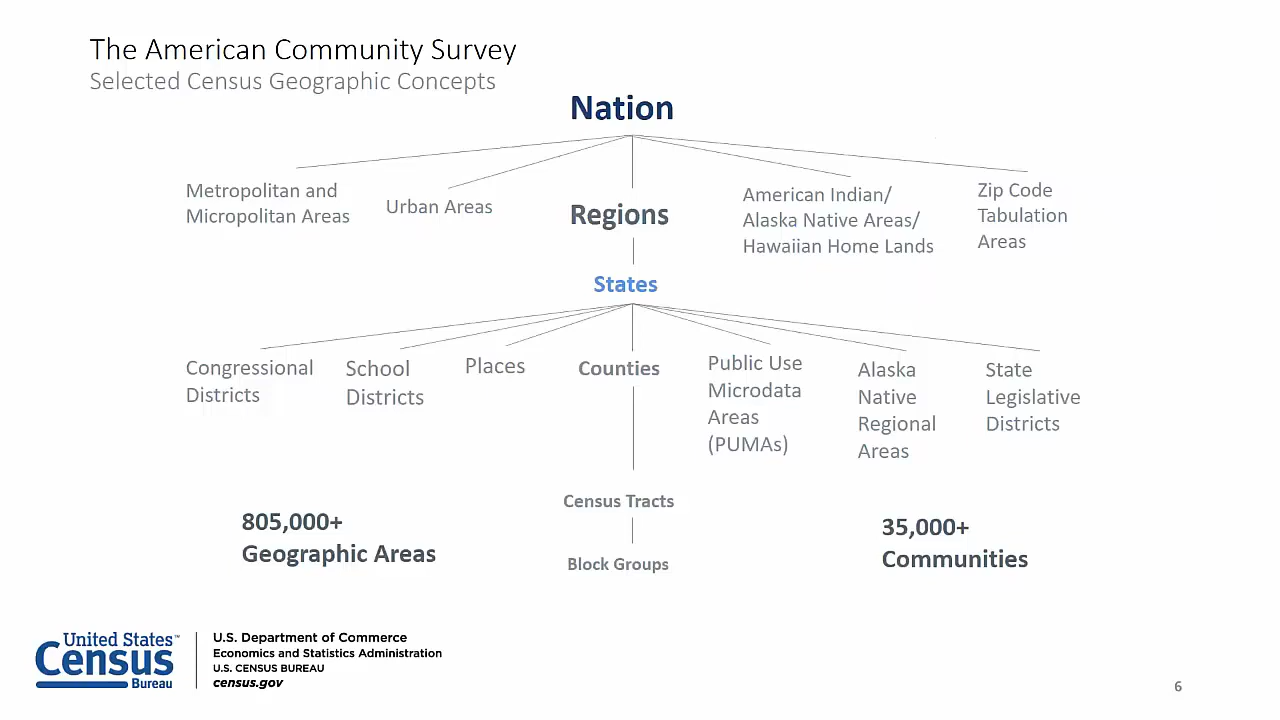 The American Community Survey
Selected Census Geographic Concepts
Nation
Metropolitan and
Micropolitan Areas
Urban Areas
Regions
American Indian/
Alaska Native Areas/
Hawaiian Home Lands
Zip Code
Tabulation
Areas
States
Congressional
Districts
School
Districts
Places
Counties
Public Use
Microdata
Areas
(PUMAs)
Alaska
Native
Regional
Areas
State
Legislative
Districts
Census Tracts
Block Groups
805,000+
Geographic Areas
35,000+
Communities
United States™
Census
Bureau
U.S. Department of Commerce
Economics and Statistics Administration
U.S. CENSUS BUREAU
census.gov
6